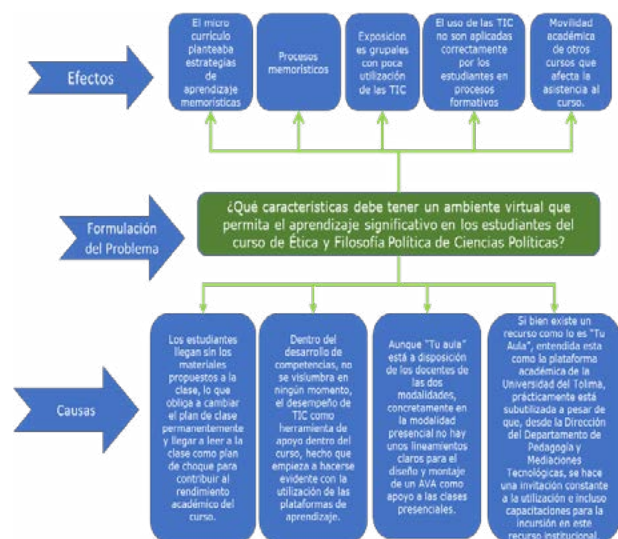 El micro
currículo
planteaba
estrategias
de
aprendizaje
memorísticas
Procesos
memorísticos
Exposicion
es grupales
con poca
utilización
de las TIC
El uso de las TIC
no son aplicadas
correctamente
por los
estudiantes en
procesos
formativos
Movilidad
académica
de otros
cursos que
afecta la
asistencia al
curso.
Efectos
Formulación
del Problema
¿Qué características debe tener un ambiente virtual que
permita el aprendizaje significativo en los estudiantes del
curso de Ética y Filosofía Política de Ciencias Políticas?
Causas
Los estudiantes
llegan sin los
materiales
propuestos a la
clase, lo que
obliga a cambiar
el plan de clase
permanentemente
y llegar a leer a la
clase como plan
de choque para
contribuir al
rendimiento
académico del
curso.
Dentro del
desarrollo de
competencias, no
se vislumbra en
ningún momento,
el desempeño de
TIC como
herramienta de
apoyo dentro del
curso, hecho que
empieza a hacerse
evidente con la
utilización de las
plataformas de
aprendizaje.
Aunque "Tu aula"
está a disposición
de los docentes de
las dos
modalidades,
concretamente en
la modalidad
presencial no hay
unos lineamientos
claros para el
diseño y montaje
de un AVA como
apoyo a las clases
presenciales.
Si bien existe un
recurso como lo es "Tu
Aula", entendida esta
como la plataforma
académica de la
Universidad del Tolima,
prácticamente está
subutilizada a pesar de
que, desde la Dirección
del Departamento de
Pedagogía y
Mediaciones
Tecnológicas, se hace
una invitación constante
a la utilización e incluso
capacitaciones para la
incursión en este
recurso institucional.